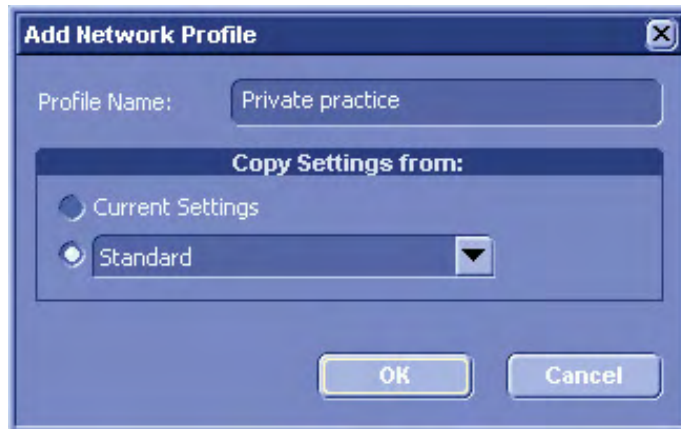 Add Network Profile
Profile Name: Private practice
Copy Settings from:
Current Settings
Standard
OK Cancel